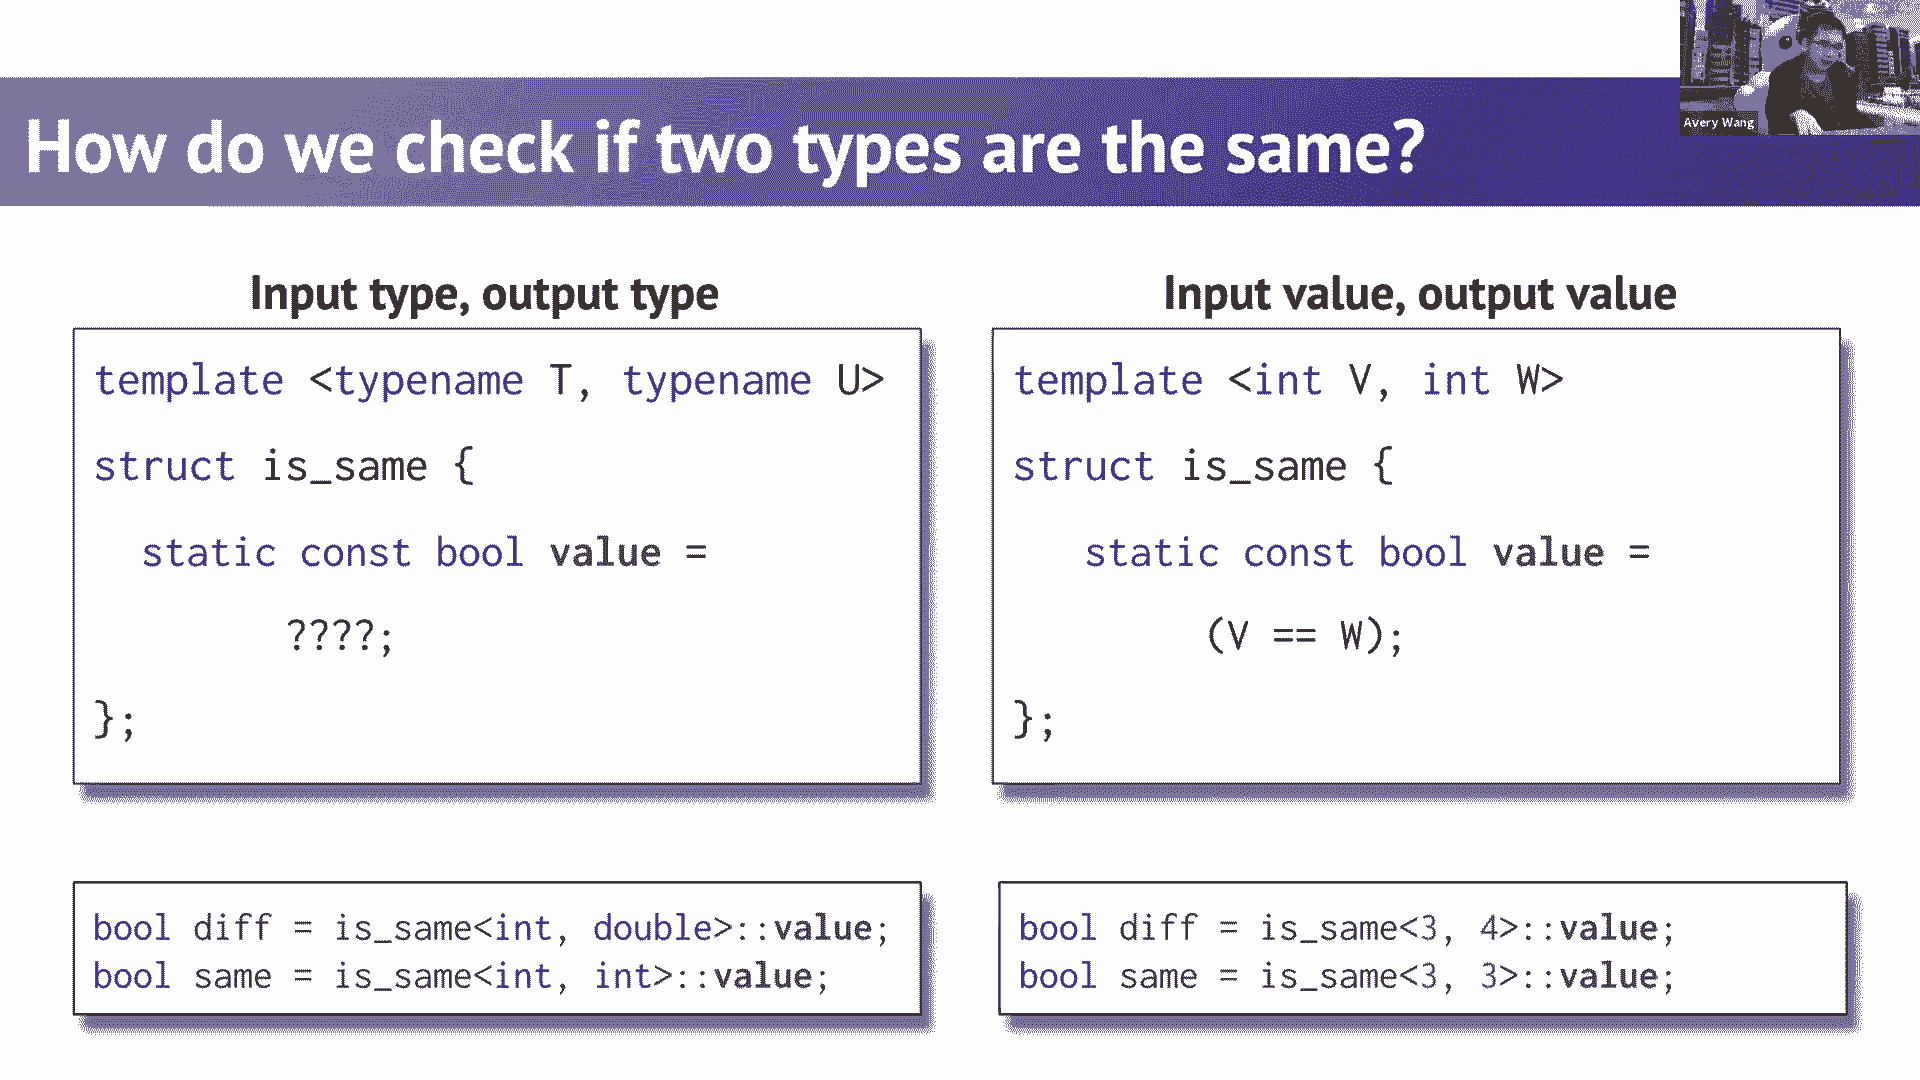 Avery Wang
How do we check if two types are the same?
Input type, output type
template <typename T, typename U>
struct is_same {
static const bool value =
????;
};
bool diff = is_same<int, double>::value;
bool same = is_same<int, int>::value;
Input value, output value
template <int V, int W>
struct is_same {
static const bool value =
(V == W);
};
bool diff = is_same<3, 4>::value;
bool same = is_same<3, 3>::value;